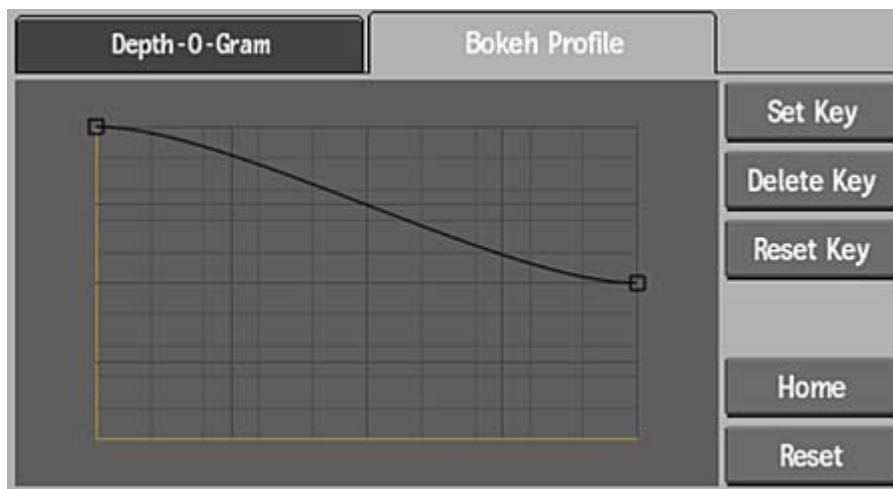 Depth-O-Gram
Bokeh Profile
Set Key
Delete Key
Reset Key
Home
Reset